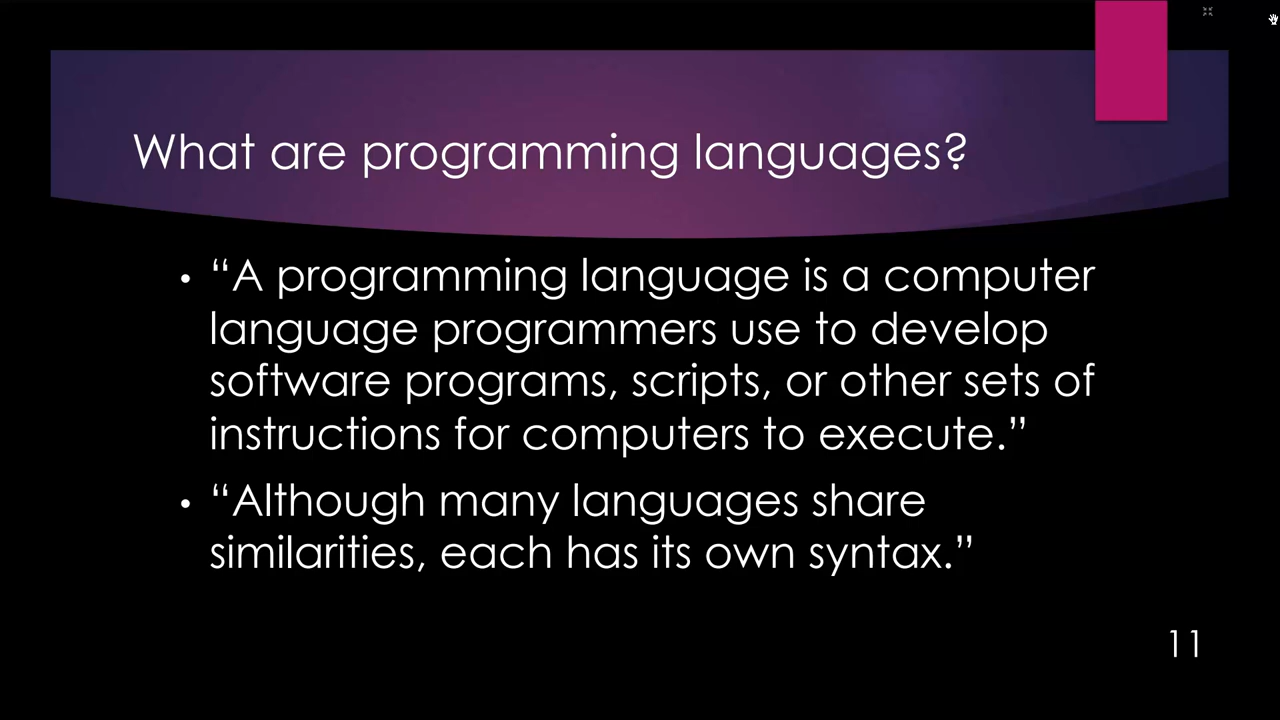 What are programming languages?
• “A programming language is a computer
language programmers use to develop
software programs, scripts, or other sets of
instructions for computers to execute.”
• “Although many languages share
similarities, each has its own syntax.”
11